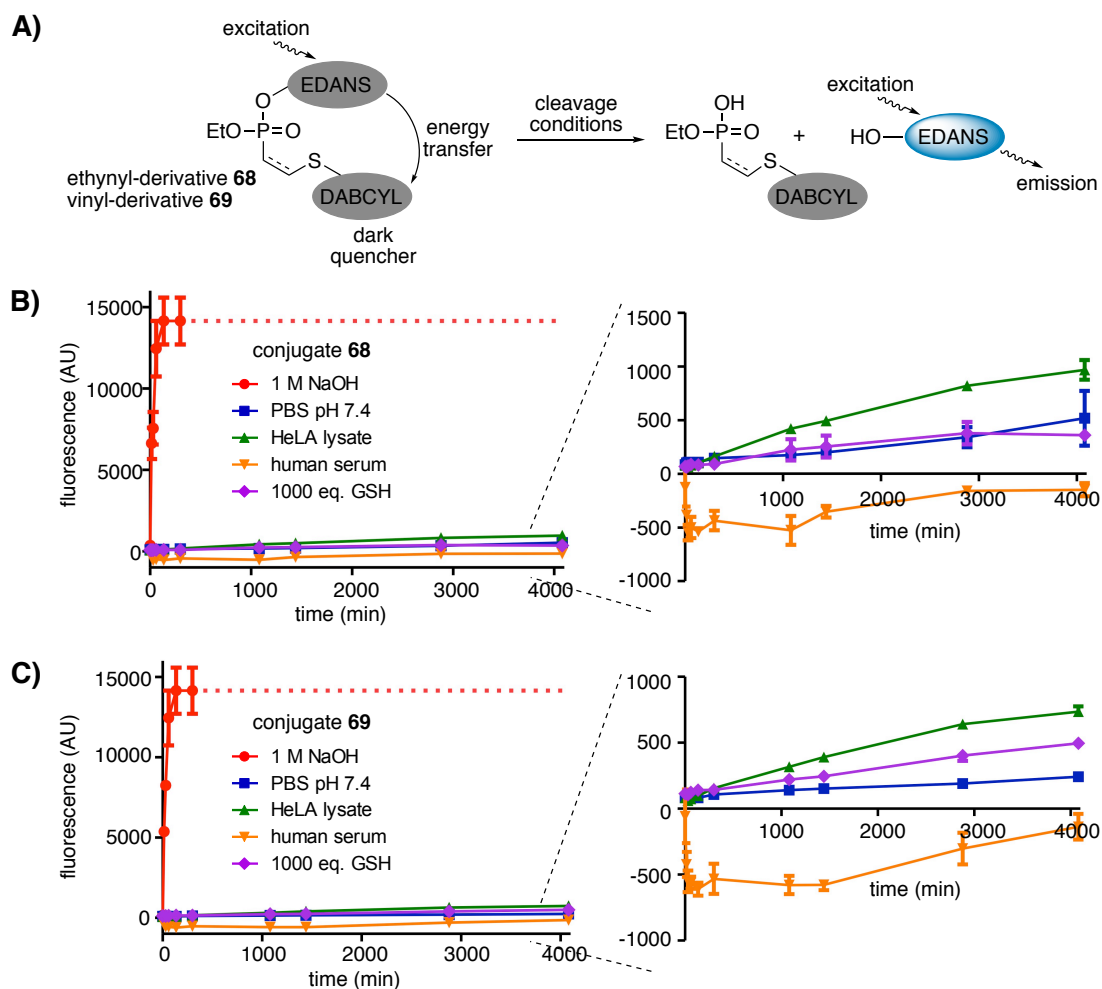 A)
excitation
EDANS
O
EtO–P=O
S
energy
transfer
DABCYL
dark
quencher
ethynyl-derivative 68
vinyl-derivative 69
cleavage
conditions
OH
EtO–P=O
S
DABCYL
+
excitation
HO EDANS
emission
B)
fluorescence (AU)
15000
10000
5000
0
0 1000 2000 3000 4000
time (min)
conjugate 68
1 M NaOH
PBS pH 7.4
HeLA lysate
human serum
1000 eq. GSH
1500
1000
500
0
-500
-1000
1000 2000 3000 4000
time (min)
C)
fluorescence (AU)
15000
10000
5000
0
0 1000 2000 3000 4000
time (min)
conjugate 69
1 M NaOH
PBS pH 7.4
HeLA lysate
human serum
1000 eq. GSH
1000
500
0
-500
-1000
1000 2000 3000 4000
time (min)